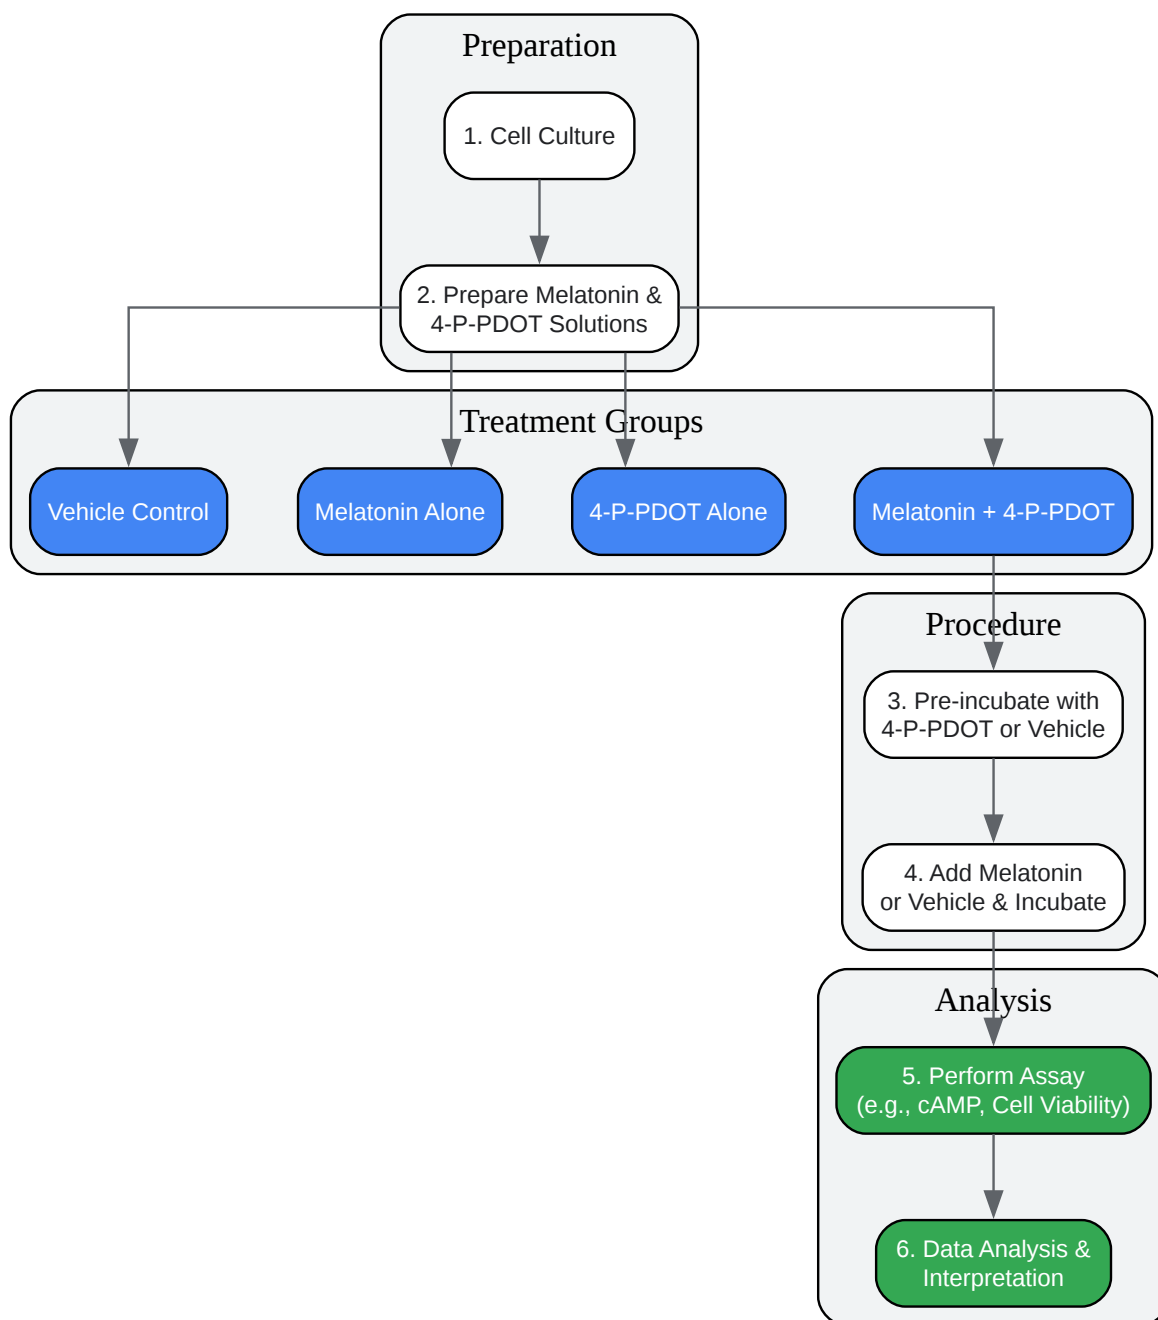 Preparation
1. Cell Culture
2. Prepare Melatonin &
4-P-PDOT Solutions
Treatment Groups
Vehicle Control
Melatonin Alone
4-P-PDOT Alone
Melatonin + 4-P-PDOT
Procedure
3. Pre-incubate with
4-P-PDOT or Vehicle
4. Add Melatonin
or Vehicle & Incubate
Analysis
5. Perform Assay
(e.g., cAMP, Cell Viability)
6. Data Analysis &
Interpretation